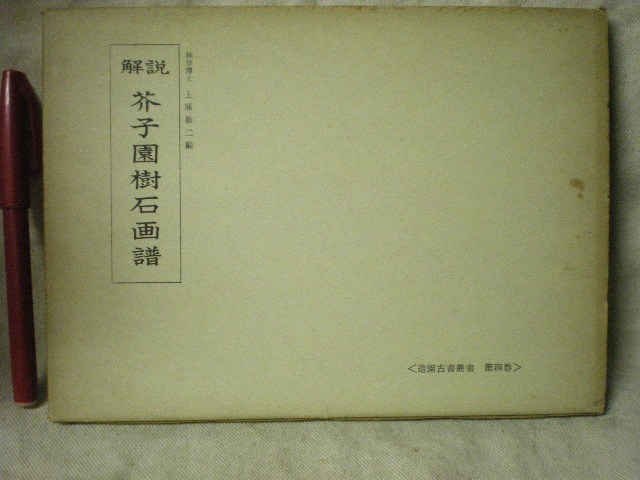 林学博士 上原敬二編
解説
芥子園樹石画譜
＜造園古書叢書　第四巻＞